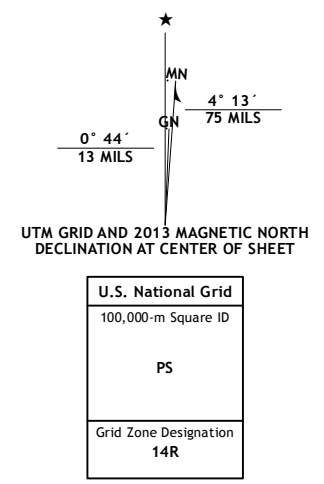 ★
MN
4° 13´
75 MILS
GN
0° 44´
13 MILS
UTM GRID AND 2013 MAGNETIC NORTH
DECLINATION AT CENTER OF SHEET
U.S. National Grid
100,000-m Square ID
PS
Grid Zone Designation
14R